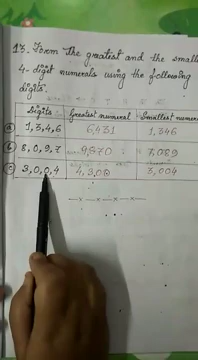 13. Form The greatest and the smalle
4-digit numerals using the following
digits.
Digits Greatest numeral Smallest numera
(a) 1,3,4,6 6,431 1,346
(b) 8,0,9,7 9,870 7,089
(c) 3,0,0,4 4,300 3,004
—x—x—x—x—